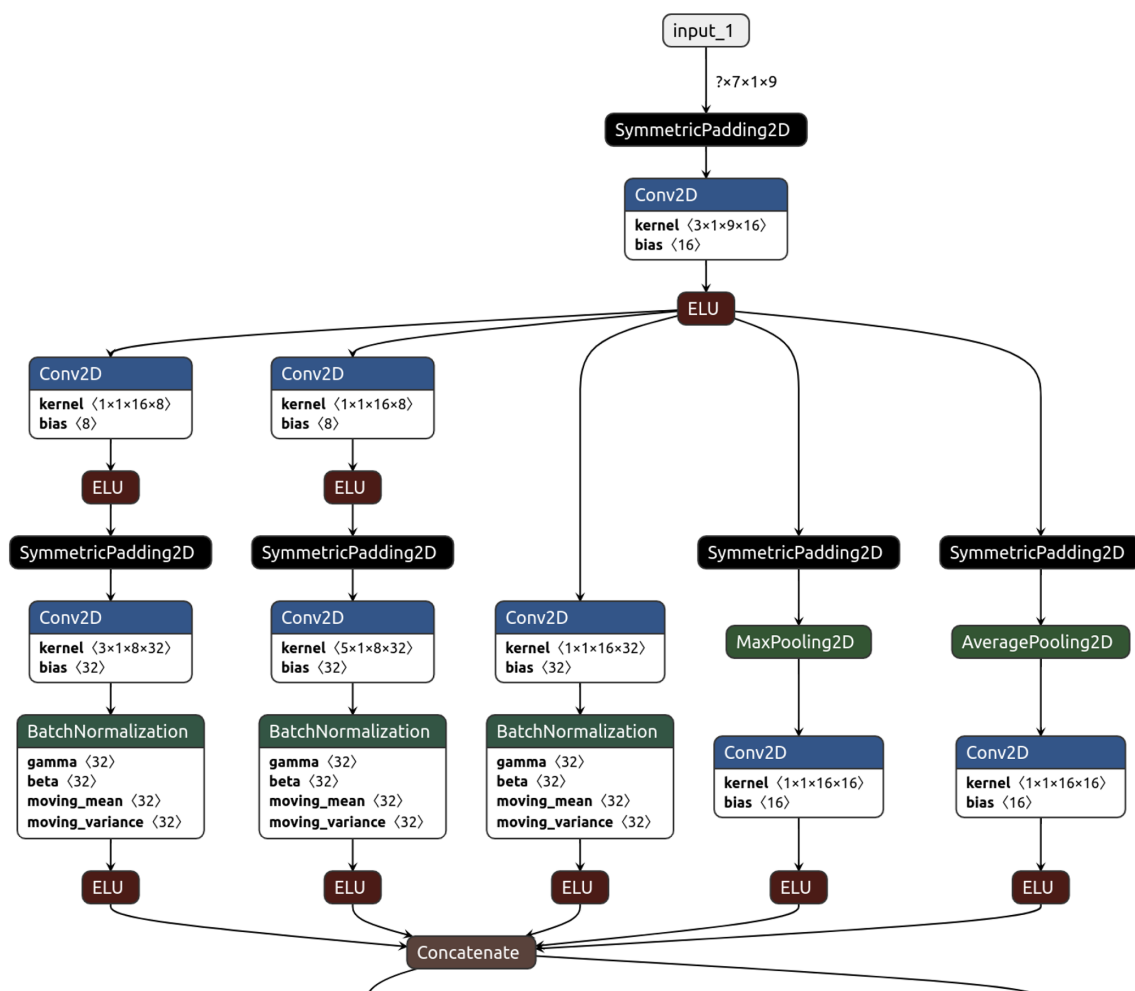 input_1
?×7×1×9
SymmetricPadding2D
Conv2D
kernel 〈3×1×9×16〉
bias 〈16〉
ELU
Conv2D
kernel 〈1×1×16×8〉
bias 〈8〉
ELU
SymmetricPadding2D
Conv2D
kernel 〈3×1×8×32〉
bias 〈32〉
BatchNormalization
gamma 〈32〉
beta 〈32〉
moving_mean 〈32〉
moving_variance 〈32〉
ELU
Conv2D
kernel 〈1×1×16×8〉
bias 〈8〉
ELU
SymmetricPadding2D
Conv2D
kernel 〈5×1×8×32〉
bias 〈32〉
BatchNormalization
gamma 〈32〉
beta 〈32〉
moving_mean 〈32〉
moving_variance 〈32〉
ELU
Conv2D
kernel 〈1×1×16×32〉
bias 〈32〉
BatchNormalization
gamma 〈32〉
beta 〈32〉
moving_mean 〈32〉
moving_variance 〈32〉
ELU
SymmetricPadding2D
MaxPooling2D
Conv2D
kernel 〈1×1×16×16〉
bias 〈16〉
ELU
SymmetricPadding2D
AveragePooling2D
Conv2D
kernel 〈1×1×16×16〉
bias 〈16〉
ELU
Concatenate